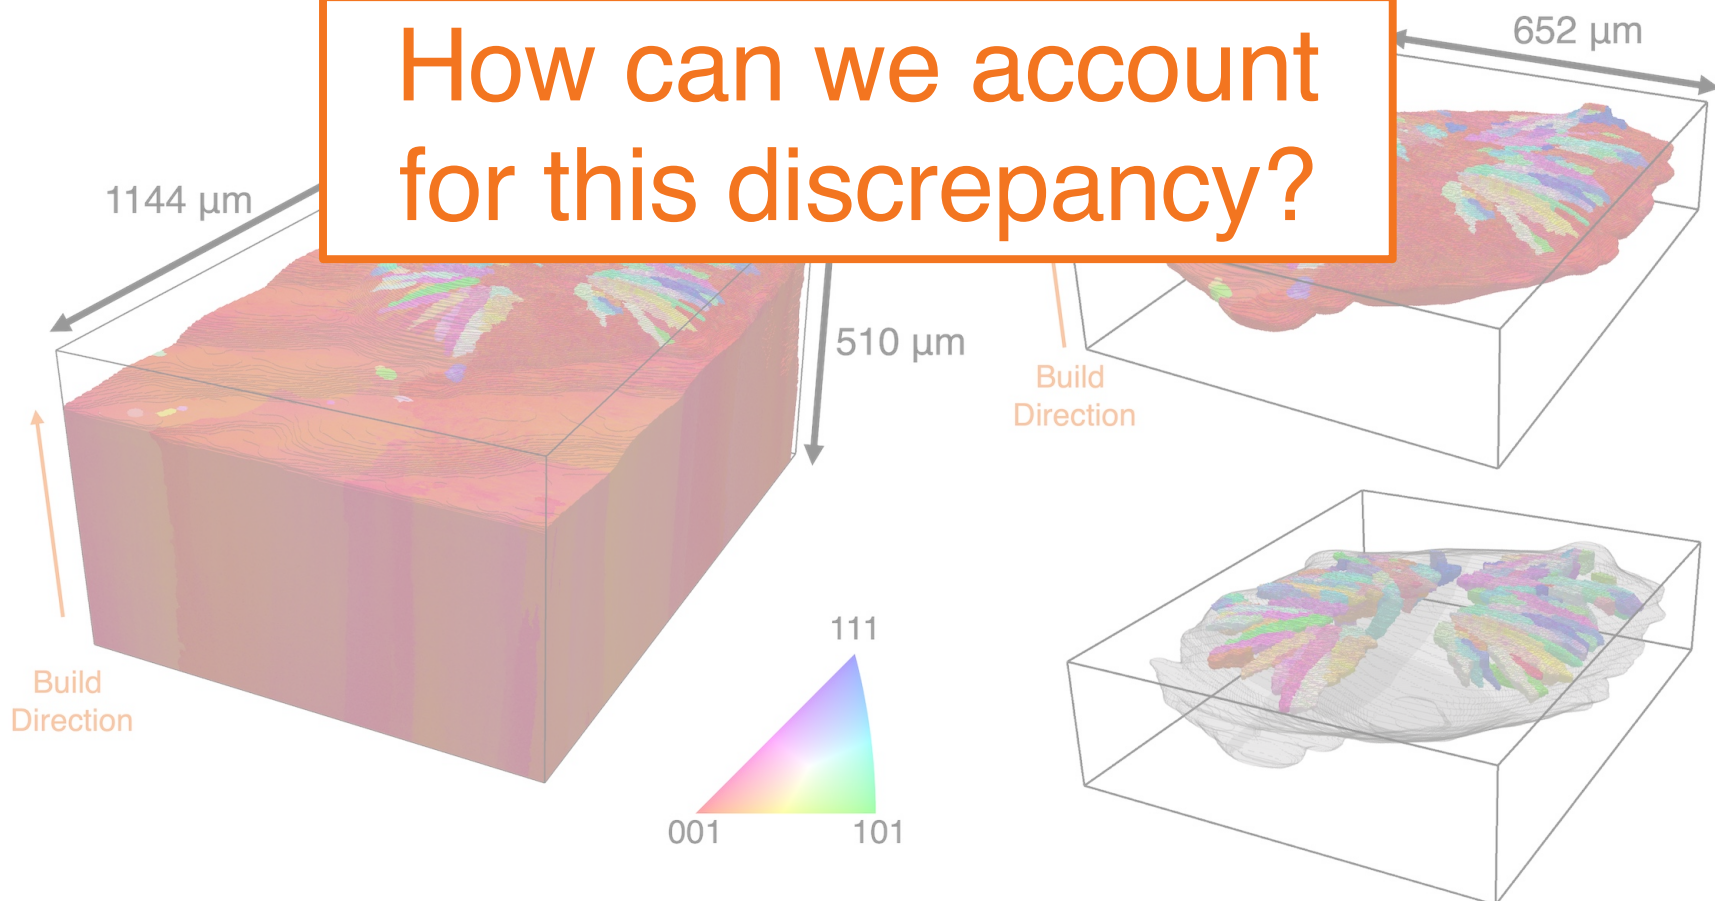 How can we account
for this discrepancy?
652 µm
1144 µm
510 µm
Build
Direction
Build
Direction
111
001
101